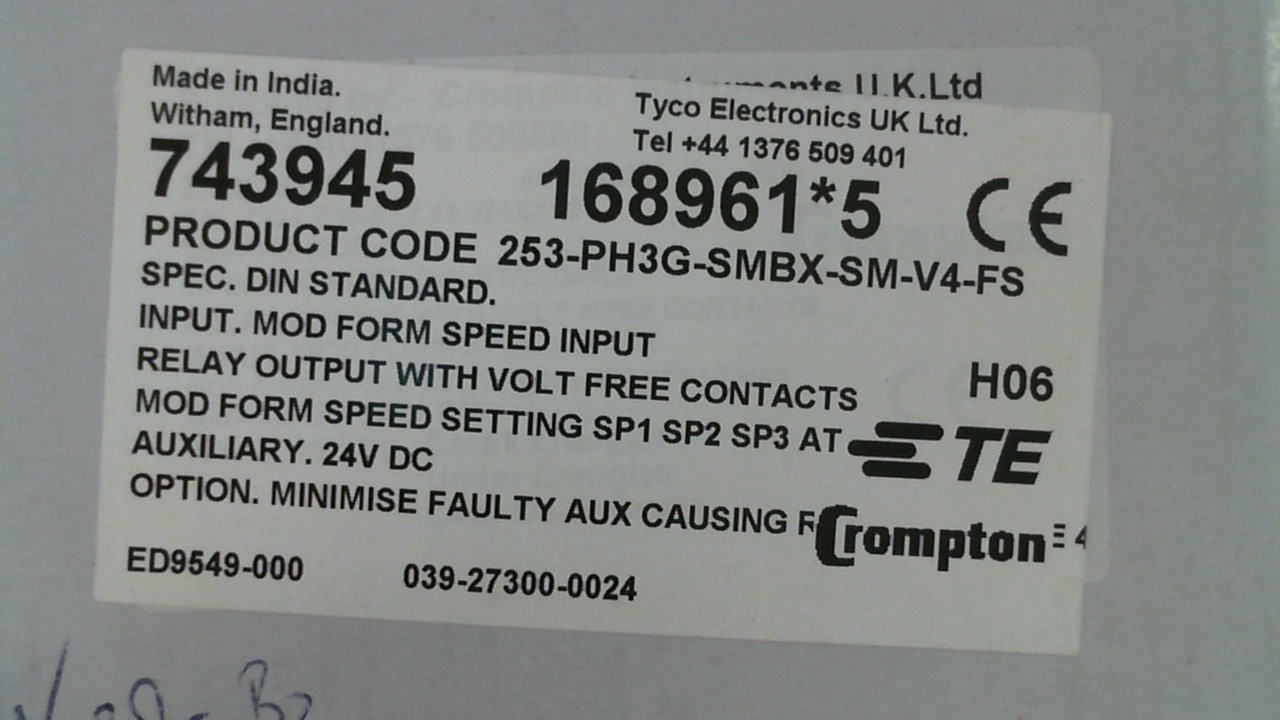 Made in India.
U.K.Ltd
Witham, England.
Tyco Electronics UK Ltd.
Tel +44 1376 509 401
743945 168961*5
CE
PRODUCT CODE 253-PH3G-SMBX-SM-V4-FS
SPEC. DIN STANDARD.
INPUT. MOD FORM SPEED INPUT
RELAY OUTPUT WITH VOLT FREE CONTACTS
H06
MOD FORM SPEED SETTING SP1 SP2 SP3 AT
TE
AUXILIARY. 24V DC
OPTION. MINIMISE FAULTY AUX CAUSING
Crompton
ED9549-000 039-27300-0024